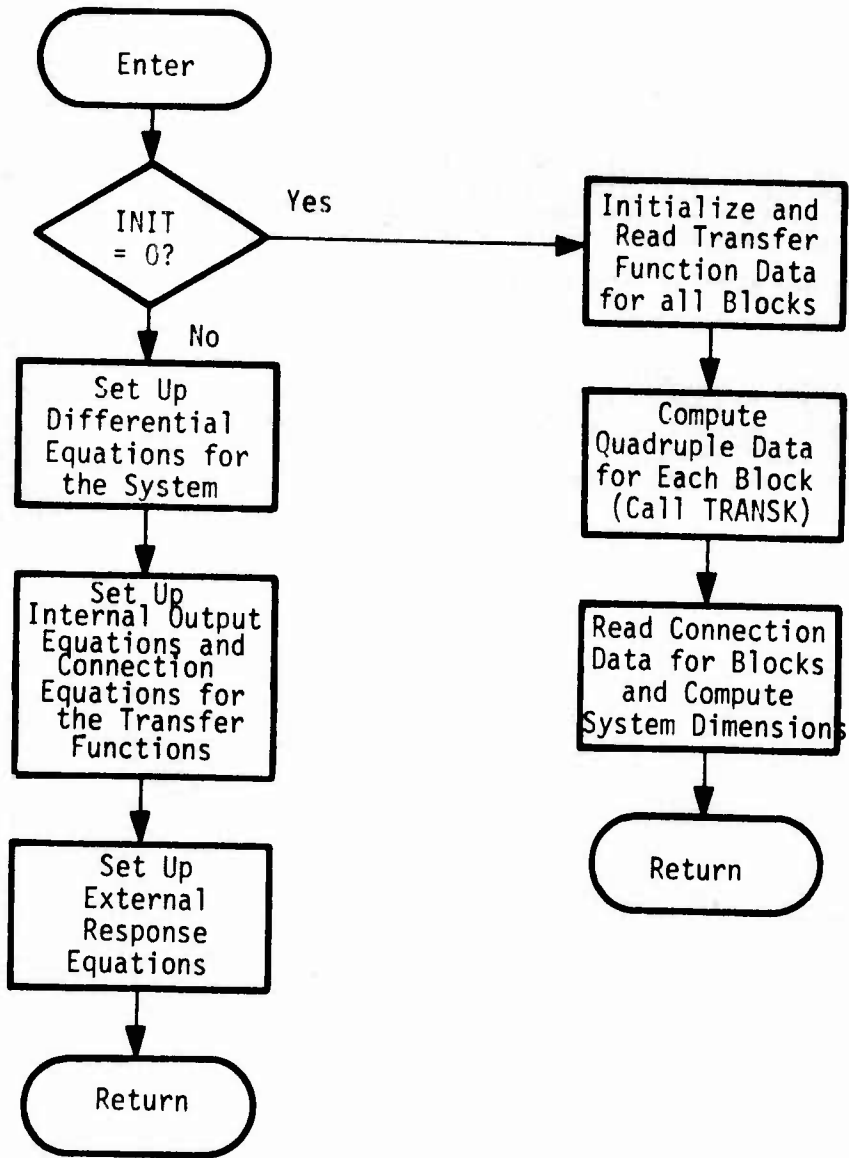 Enter
INIT
= 0?
Yes
No
Set Up
Differential
Equations for
the System
Set Up
Internal Output
Equations and
Connection
Equations for
the Transfer
Functions
Set Up
External
Response
Equations
Return
Initialize and
Read Transfer
Function Data
for all Blocks
Compute
Quadruple Data
for Each Block
(Call TRANSK)
Read Connection
Data for Blocks
and Compute
System Dimensions
Return